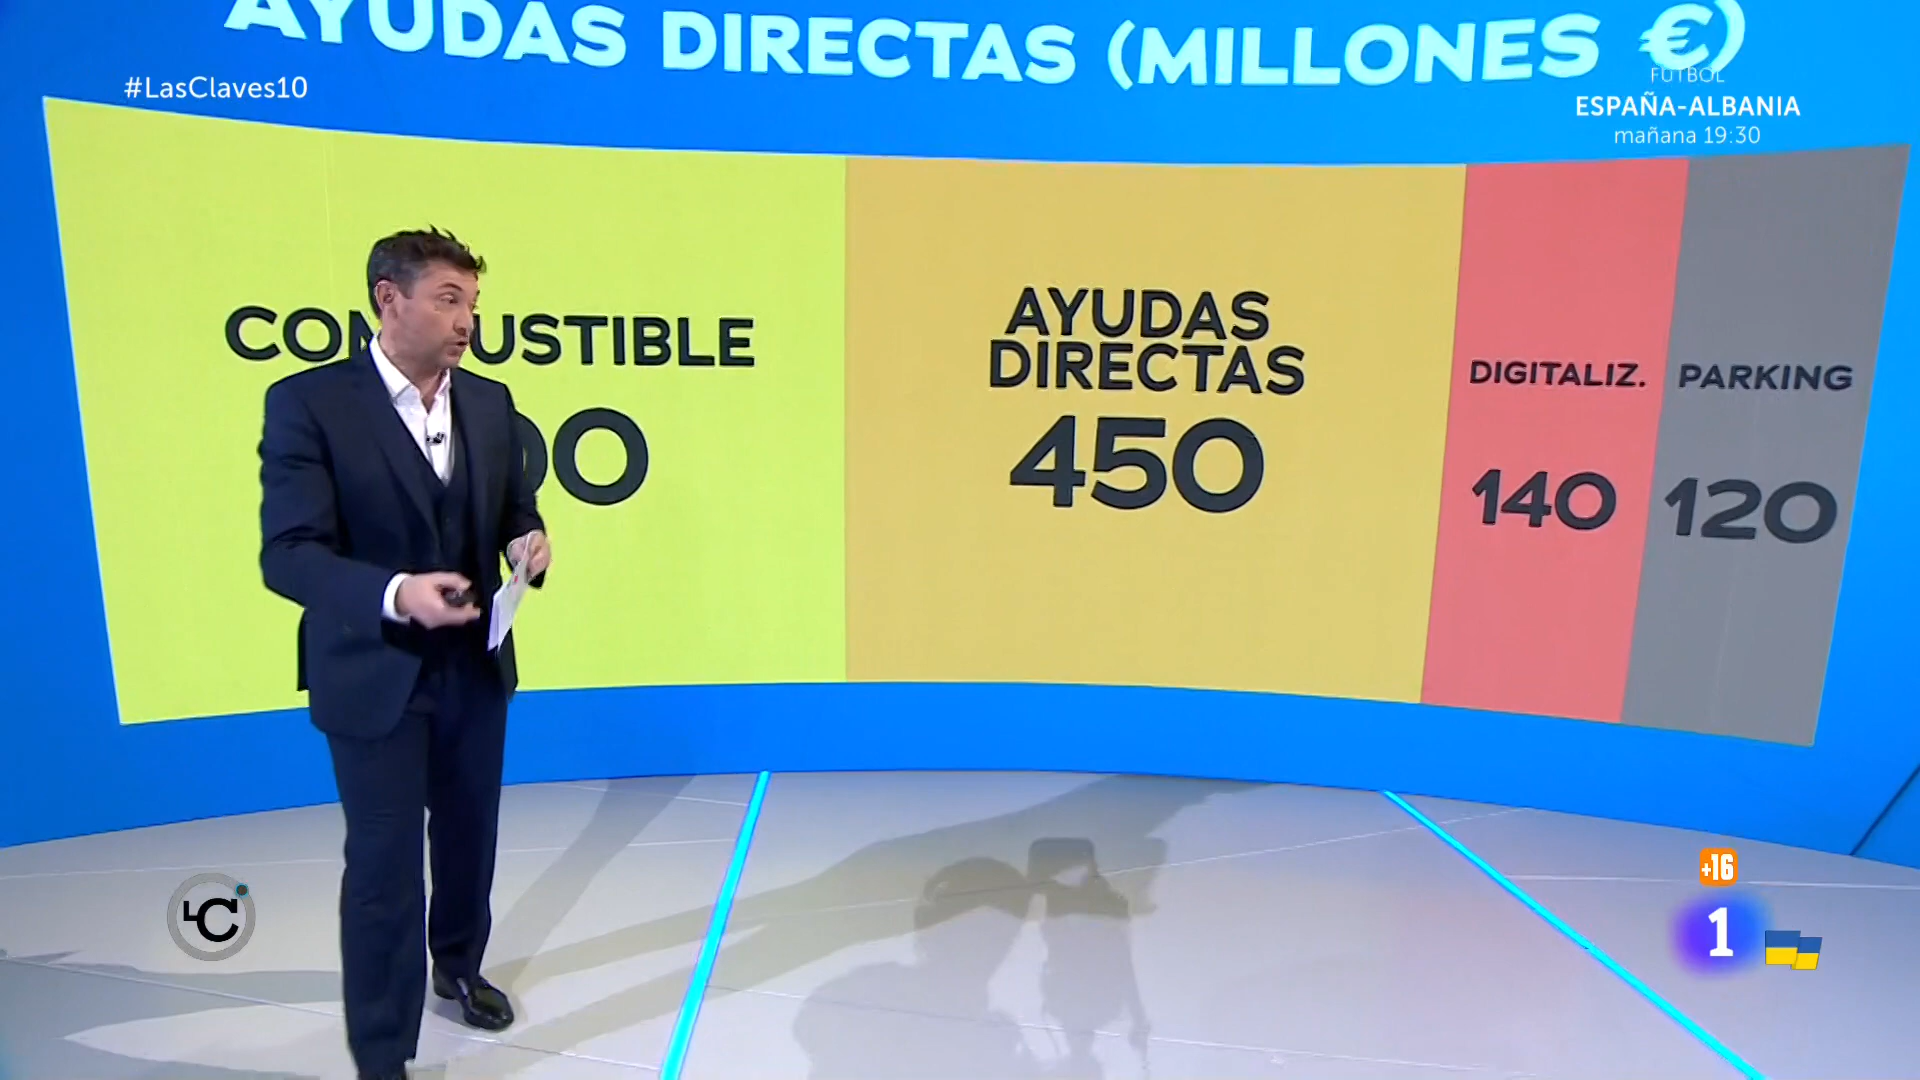 AYUDAS DIRECTAS (MILLONES €)
#LasClaves10
FÚTBOL
ESPAÑA-ALBANIA
mañana 19:30
AYUDAS
DIRECTAS
450
DIGITALIZ.
140
PARKING
120
LC
+16
1